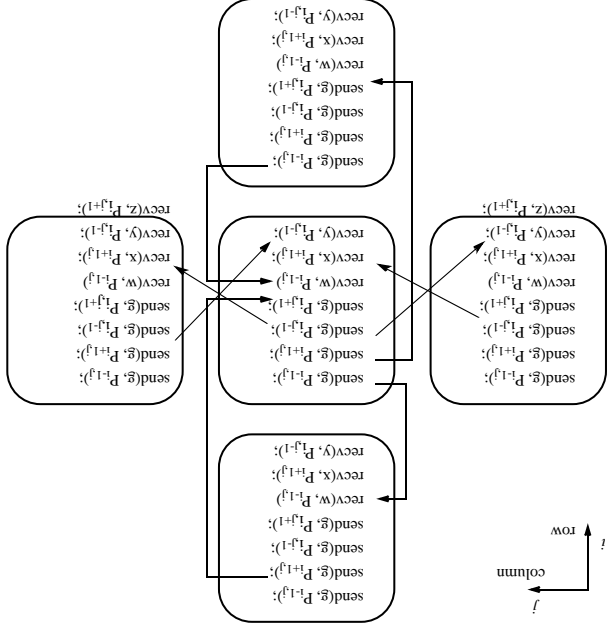 j
column
i
row
send(g, Pi-1,j);
send(g, Pi+1,j);
send(g, Pi,j-1);
send(g, Pi,j+1);
recv(w, Pi-1,j)
recv(x, Pi+1,j);
recv(y, Pi,j-1);
send(g, Pi-1,j);
send(g, Pi+1,j);
send(g, Pi,j-1);
send(g, Pi,j+1);
recv(w, Pi-1,j)
recv(x, Pi+1,j);
recv(y, Pi,j-1);
recv(z, Pi,j+1);
send(g, Pi-1,j);
send(g, Pi+1,j);
send(g, Pi,j-1);
send(g, Pi,j+1);
recv(w, Pi-1,j)
recv(x, Pi+1,j);
recv(y, Pi,j-1);
send(g, Pi-1,j);
send(g, Pi+1,j);
send(g, Pi,j-1);
send(g, Pi,j+1);
recv(w, Pi-1,j)
recv(x, Pi+1,j);
recv(y, Pi,j-1);
recv(z, Pi,j+1);
send(g, Pi-1,j);
send(g, Pi+1,j);
send(g, Pi,j-1);
send(g, Pi,j+1);
recv(w, Pi-1,j)
recv(x, Pi+1,j);
recv(y, Pi,j-1);